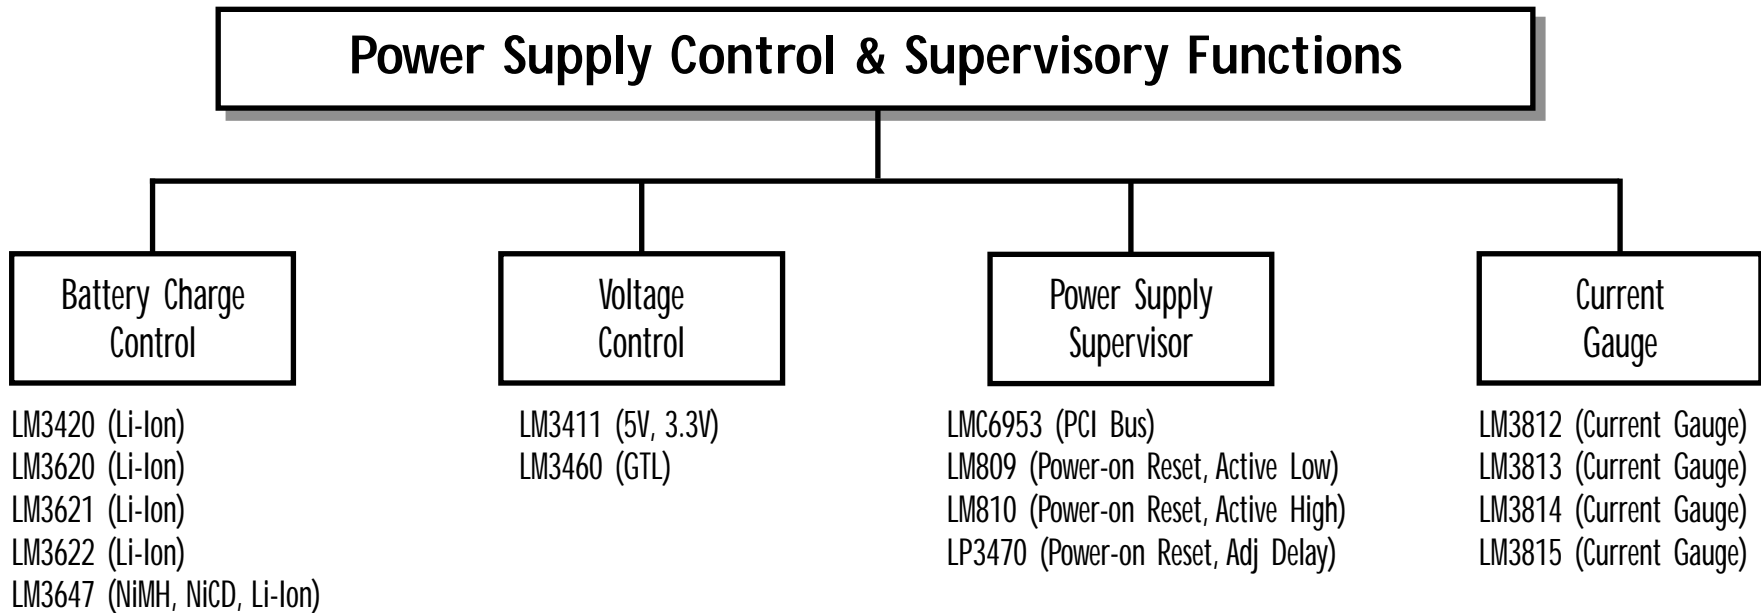 Power Supply Control & Supervisory Functions
Battery Charge
Control
LM3420 (Li-Ion)
LM3620 (Li-Ion)
LM3621 (Li-Ion)
LM3622 (Li-Ion)
LM3647 (NiMH, NiCD, Li-Ion)
Voltage
Control
LM3411 (5V, 3.3V)
LM3460 (GTL)
Power Supply
Supervisor
LMC6953 (PCI Bus)
LM809 (Power-on Reset, Active Low)
LM810 (Power-on Reset, Active High)
LP3470 (Power-on Reset, Adj Delay)
Current
Gauge
LM3812 (Current Gauge)
LM3813 (Current Gauge)
LM3814 (Current Gauge)
LM3815 (Current Gauge)